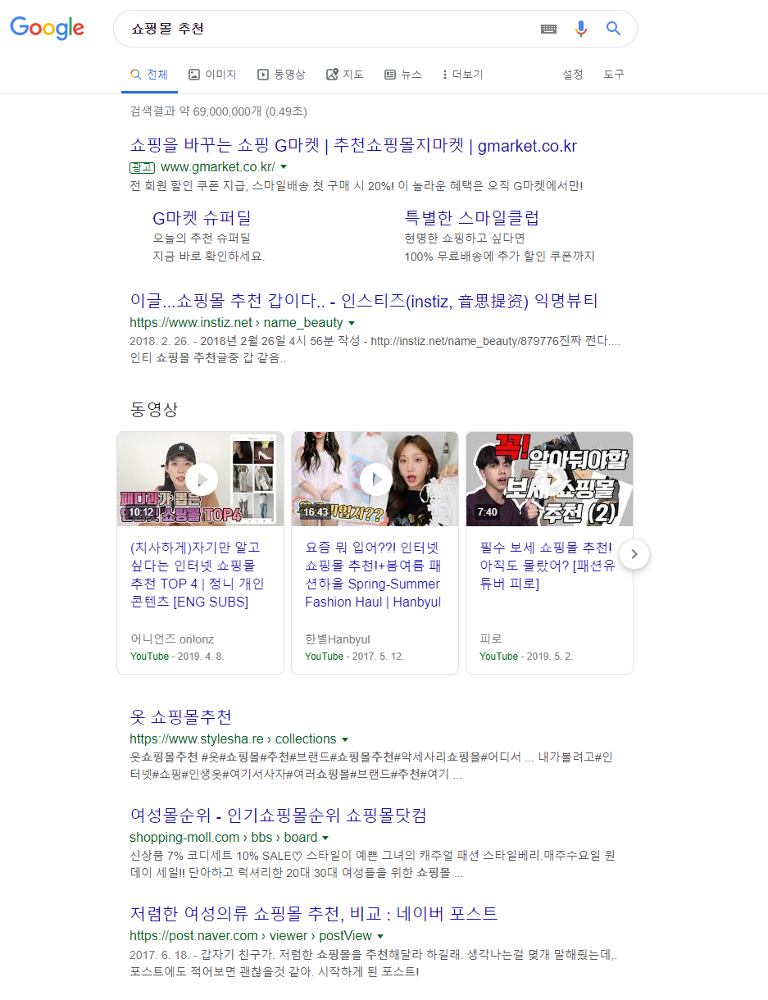 Google
쇼핑몰 추천
전체 이미지 동영상 지도 뉴스 더보기 설정 도구
검색결과 약 69,000,000개 (0.49초)
쇼핑을 바꾸는 쇼핑 G마켓 | 추천쇼핑몰지마켓 | gmarket.co.kr
광고 www.gmarket.co.kr/
전 회원 할인 쿠폰 지급, 스마일배송 첫 구매 시 20%! 이 놀라운 혜택은 오직 G마켓에서만!
G마켓 슈퍼딜
오늘의 추천 슈퍼딜
지금 바로 확인하세요.
특별한 스마일클럽
현명한 쇼핑하고 싶다면
100% 무료배송에 추가 할인 쿠폰까지
이글...쇼핑몰 추천 갑이다.. - 인스티즈(instiz, 音思提资) 익명뷰티
https://www.instiz.net › name_beauty
2018. 2. 26. - 2018년 2월 26일 4시 56분 작성 - http://instiz.net/name_beauty/879776진짜 쩐다....
인티 쇼핑몰 추천글중 갑 같음..
동영상
패디과가 뽑는
인터넷 쇼핑몰 TOP4
10:12
(치사하게)자기만 알고
싶다는 인터넷 쇼핑몰
추천 TOP 4 | 정니 개인
콘텐츠 [ENG SUBS]
어니언즈 on!onz
YouTube - 2019. 4. 8.
16:43
요즘 뭐 입어??! 인터넷
쇼핑몰 추천!+봄여름 패
션하울 Spring-Summer
Fashion Haul | Hanbyul
한별Hanbyul
YouTube - 2017. 5. 12.
꼭! 알아둬야할
보세 쇼핑몰
추천 (2)
7:40
필수 보세 쇼핑몰 추천!
아직도 몰랐어? [패션유
튜버 피로]
피로
YouTube - 2019. 5. 2.
옷 쇼핑몰추천
https://www.stylesha.re › collections
옷쇼핑몰추천 #옷#쇼핑몰#추천#브랜드#쇼핑몰추천#악세사리쇼핑몰#어디서 ... 내가볼려고#인
터넷#쇼핑#인생옷#여기서사자#여러쇼핑몰#브랜드#추천#여기 ...
여성몰순위 - 인기쇼핑몰순위 쇼핑몰닷컴
shopping-moll.com › bbs › board
신상품 7% 코디세트 10% SALE♡ 스타일이 예쁜 그녀의 캐주얼 패션 스타일베리.매주수요일 원
데이 세일!! 단아하고 럭셔리한 20대 30대 여성들을 위한 쇼핑몰 ...
저렴한 여성의류 쇼핑몰 추천, 비교 : 네이버 포스트
https://post.naver.com › viewer › postView
2017. 6. 18. - 갑자기 친구가. 저렴한 쇼핑몰을 추천해달라 하길래. 생각나는걸 몇개 말해줬는데,.
포스트에도 적어보면 괜찮을것 같아. 시작하게 된 포스트!